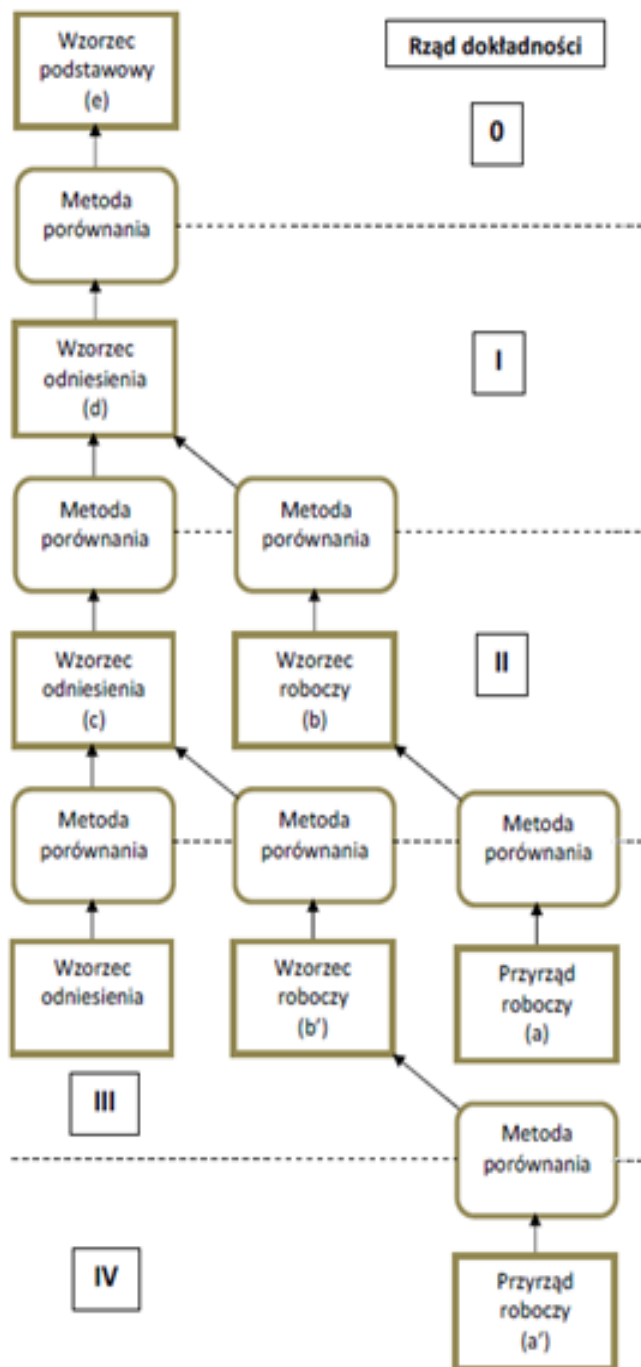 Wzorzec
podstawowy
(e)
Rząd dokładności
0
Metoda
porównania
Wzorzec
odniesienia
(d)
I
Metoda
porównania
Metoda
porównania
Wzorzec
odniesienia
(c)
Wzorzec
roboczy
(b)
II
Metoda
porównania
Metoda
porównania
Metoda
porównania
Wzorzec
odniesienia
Wzorzec
roboczy
(b')
Przyrząd
roboczy
(a)
III
Metoda
porównania
IV
Przyrząd
roboczy
(a')